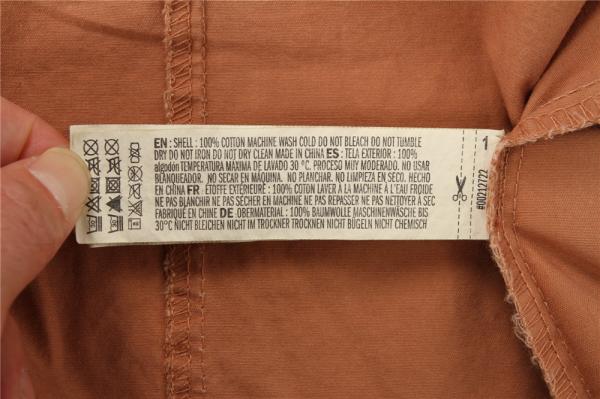 EN : SHELL : 100% COTTON MACHINE WASH COLD DO NOT BLEACH DO NOT TUMBLE
DRY DO NOT IRON DO NOT DRY CLEAN MADE IN CHINA ES : TELA EXTERIOR : 100%
algodón TEMPERATURA MAXIMA DE LAVADO 30 °C. PROCESO MUY MODERADO. NO USAR
BLANQUEADOR. NO SECAR EN MAQUINA. NO PLANCHAR. NO LIMPIEZA EN SECO. HECHO
EN CHINA FR : ETOFFE EXTERIEURE : 100% COTON LAVER À LA MACHINE À L'EAU FROIDE
NE PAS BLANCHIR NE PAS SÉCHER EN MACHINE NE PAS REPASSER NE PAS NETTOYER A SEC
FABRIQUÉ EN CHINE DE : OBERMATERIAL : 100% BAUMWOLLE MASCHINENWÄSCHE BIS
30°C NICHT BLEICHEN NICHT IM TROCKNER TROCKNEN NICHT BÜGELN NICHT CHEMISCH
1
#00212722